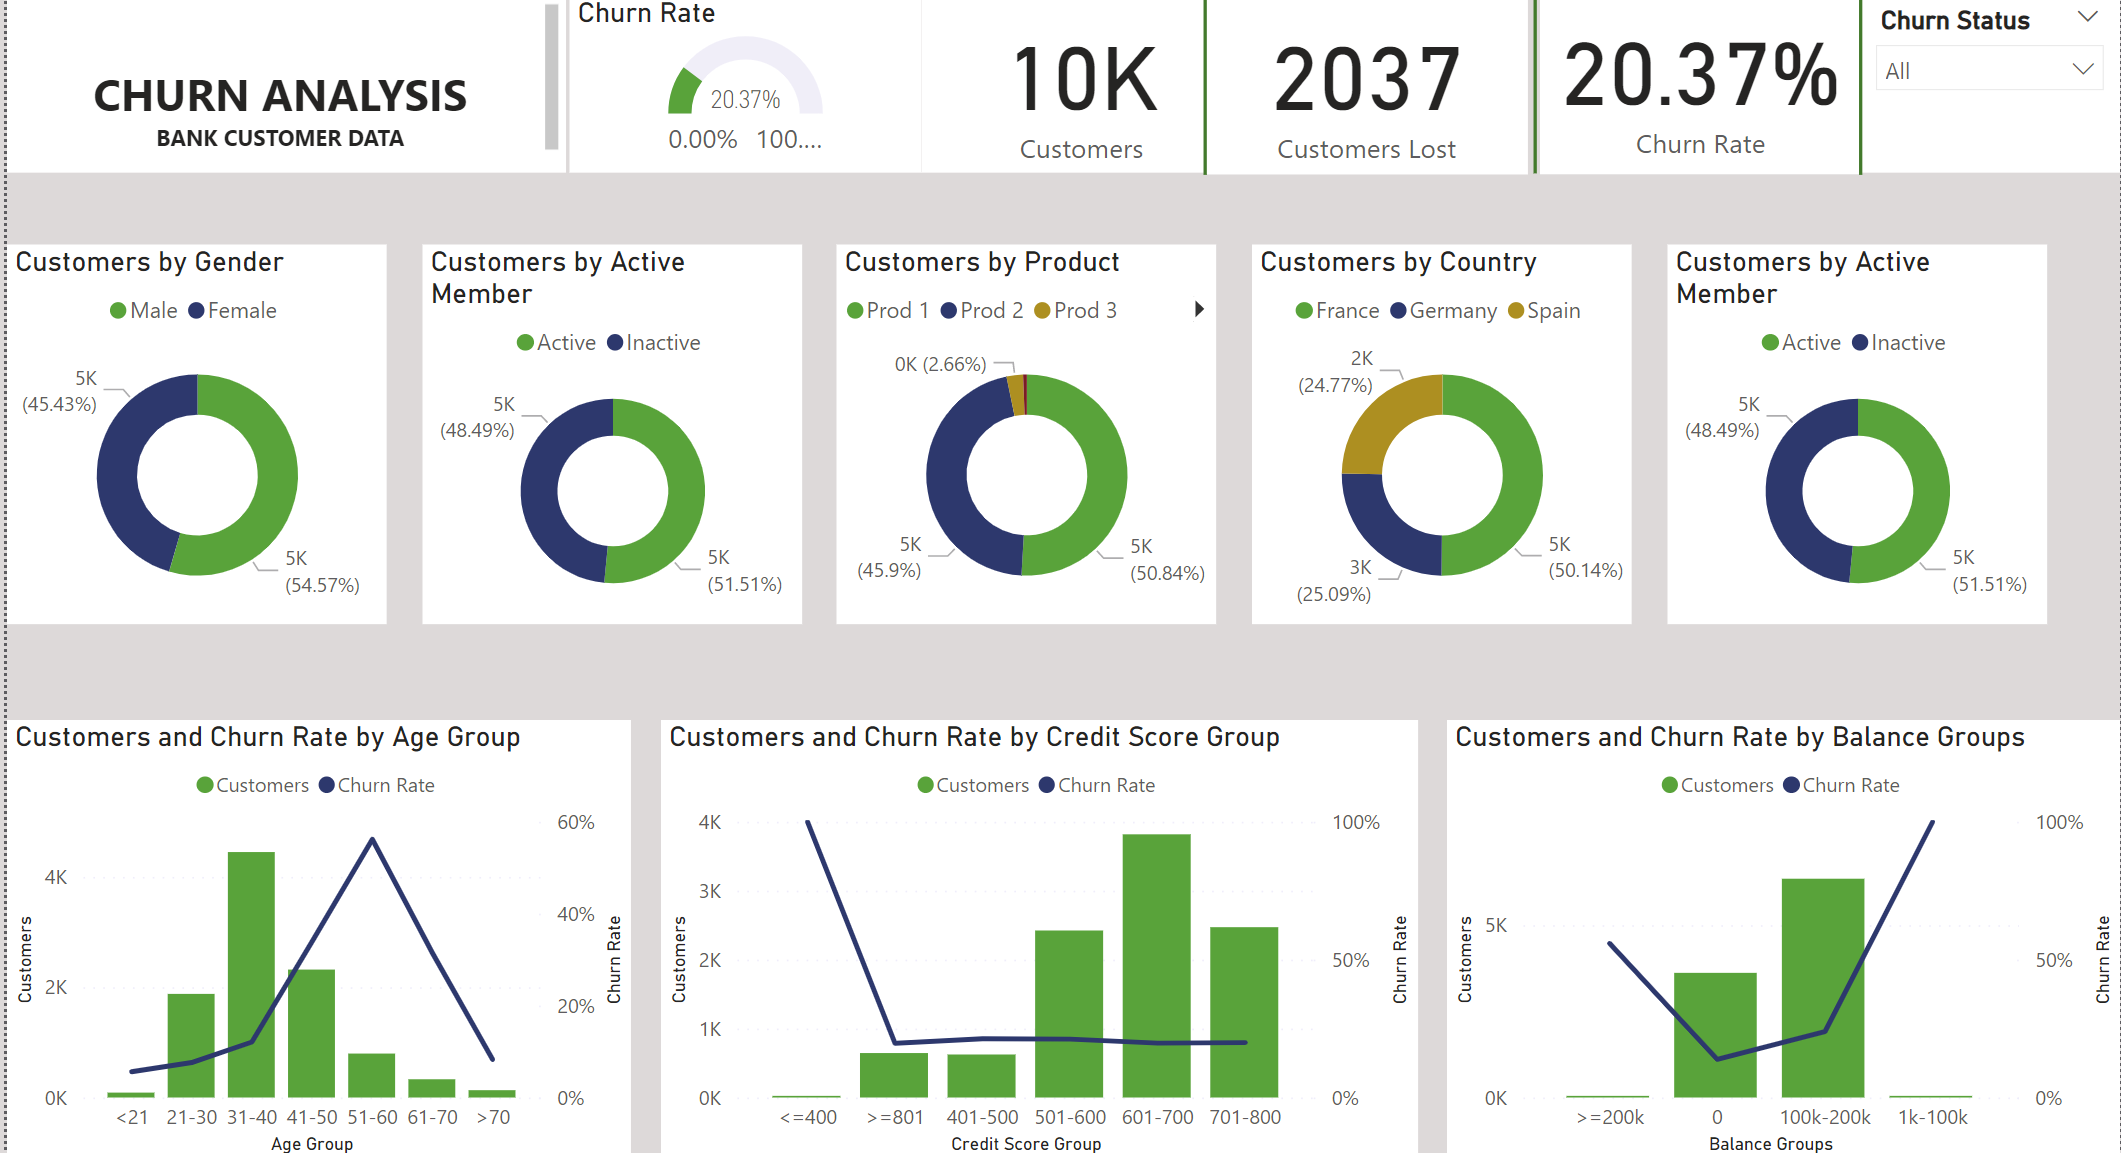 CHURN ANALYSIS
BANK CUSTOMER DATA
Churn Rate
20.37%
0.00% 100....
10K
Customers
2037
Customers Lost
20.37%
Churn Rate
Churn Status
All
Customers by Gender
Male Female
5K
(45.43%)
5K
(54.57%)
Customers by Active
Member
Active Inactive
5K
(48.49%)
5K
(51.51%)
Customers by Product
Prod 1 Prod 2 Prod 3
0K (2.66%)
5K
(45.9%)
5K
(50.84%)
Customers by Country
France Germany Spain
2K
(24.77%)
3K
(25.09%)
5K
(50.14%)
Customers by Active
Member
Active Inactive
5K
(48.49%)
5K
(51.51%)
Customers and Churn Rate by Age Group
Customers Churn Rate
60%
4K
40%
2K
20%
0K 0%
Customers
Churn Rate
<21 21-30 31-40 41-50 51-60 61-70 >70
Age Group
Customers and Churn Rate by Credit Score Group
Customers Churn Rate
4K 100%
3K
2K 50%
1K
0K 0%
Customers
Churn Rate
<=400 >=801 401-500 501-600 601-700 701-800
Credit Score Group
Customers and Churn Rate by Balance Groups
Customers Churn Rate
100%
5K
50%
0K 0%
Customers
Churn Rate
>=200k 0 100k-200k 1k-100k
Balance Groups